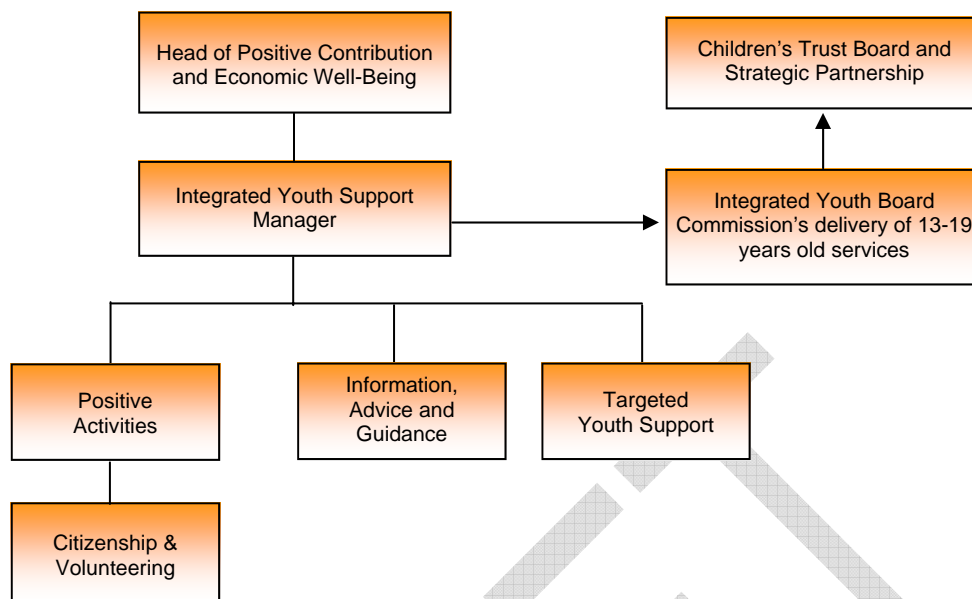 Head of Positive Contribution
and Economic Well-Being
Children’s Trust Board and
Strategic Partnership
Integrated Youth Support
Manager
Integrated Youth Board
Commission’s delivery of 13-19
years old services
Positive
Activities
Information,
Advice and
Guidance
Targeted
Youth Support
Citizenship &
Volunteering